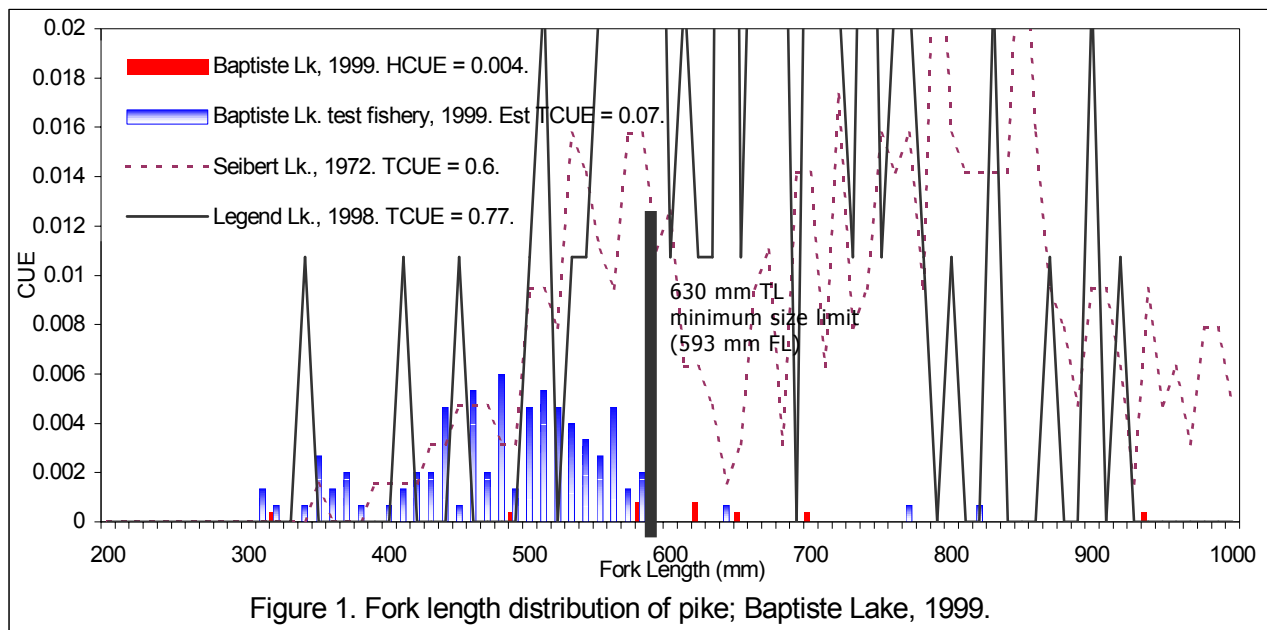 0.02
0.018
0.016
0.014
0.012
0.01
0.008
0.006
0.004
0.002
0
CUE
Baptiste Lk, 1999. HCUE = 0.004.
Baptiste Lk. test fishery, 1999. Est TCUE = 0.07.
Seibert Lk., 1972. TCUE = 0.6.
Legend Lk., 1998. TCUE = 0.77.
630 mm TL
minimum size limit
(593 mm FL)
200 300 400 500 600 700 800 900 1000
Fork Length (mm)
Figure 1. Fork length distribution of pike; Baptiste Lake, 1999.